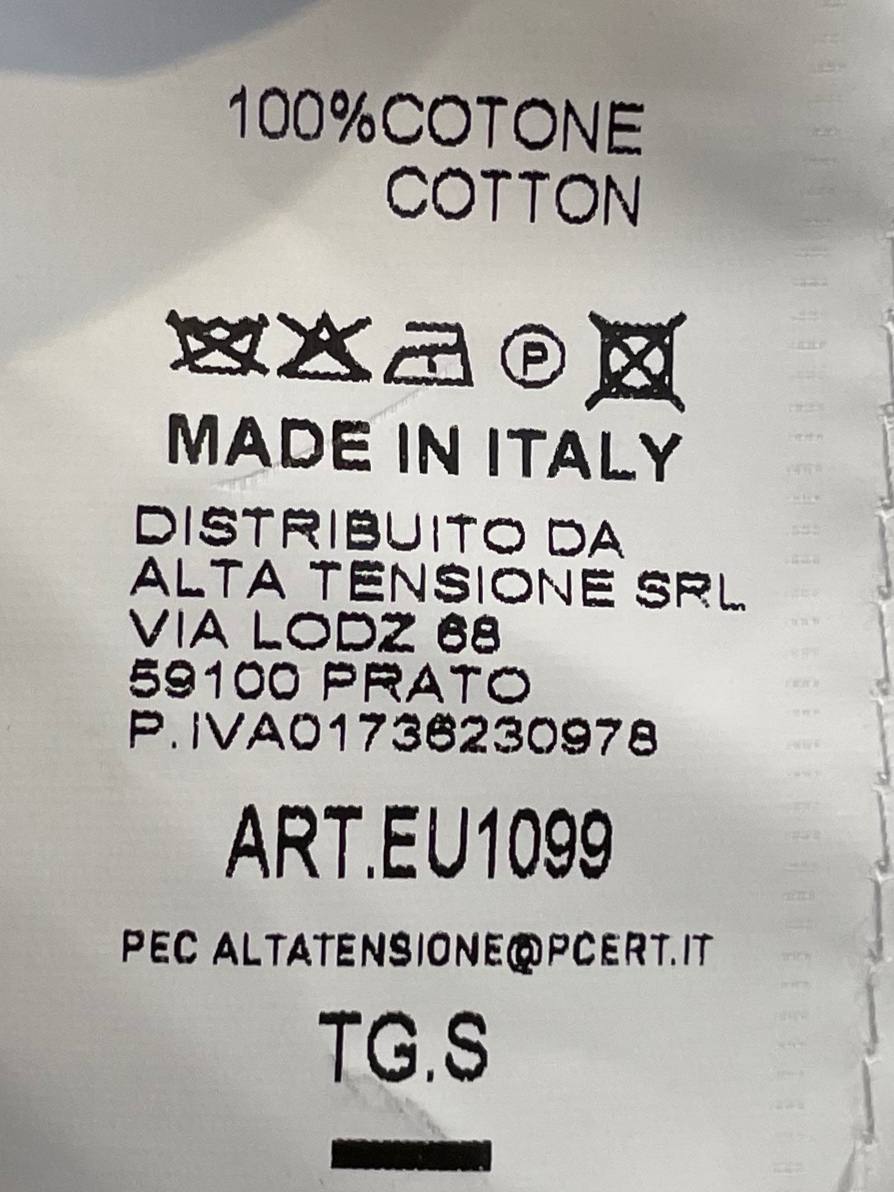 100%COTONE
COTTON
P
MADE IN ITALY
DISTRIBUITO DA
ALTA TENSIONE SRL
VIA LODZ 68
59100 PRATO
P.IVA01736230978
ART.EU1099
PEC ALTATENSIONE@PCERT.IT
TG.S